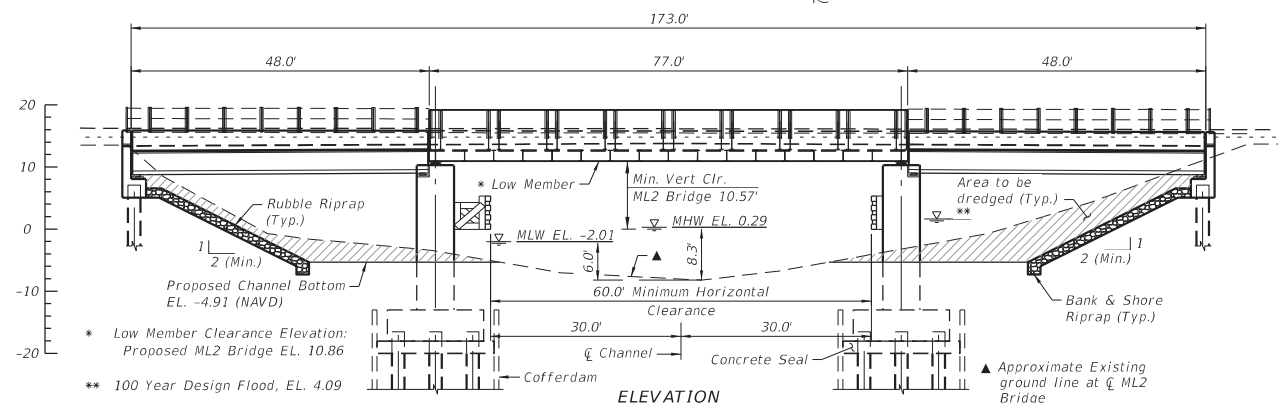 173.0'
48.0'
77.0'
48.0'
20
10
0
-10
-20
* Low Member
Min. Vert Clr.
ML2 Bridge 10.57'
Area to be
dredged (Typ.)
**
Rubble Riprap
(Typ.)
MHW EL. 0.29
MLW EL. -2.01
1
2 (Min.)
6.0'
▲
8.3'
1
2 (Min.)
Proposed Channel Bottom
EL. -4.91 (NAVD)
60.0' Minimum Horizontal
Clearance
Bank & Shore
Riprap (Typ.)
30.0'
30.0'
* Low Member Clearance Elevation:
Proposed ML2 Bridge EL. 10.86
℄ Channel
Concrete Seal
** 100 Year Design Flood, EL. 4.09
Cofferdam
ELEVATION
▲ Approximate Existing
ground line at ℄ ML2
Bridge